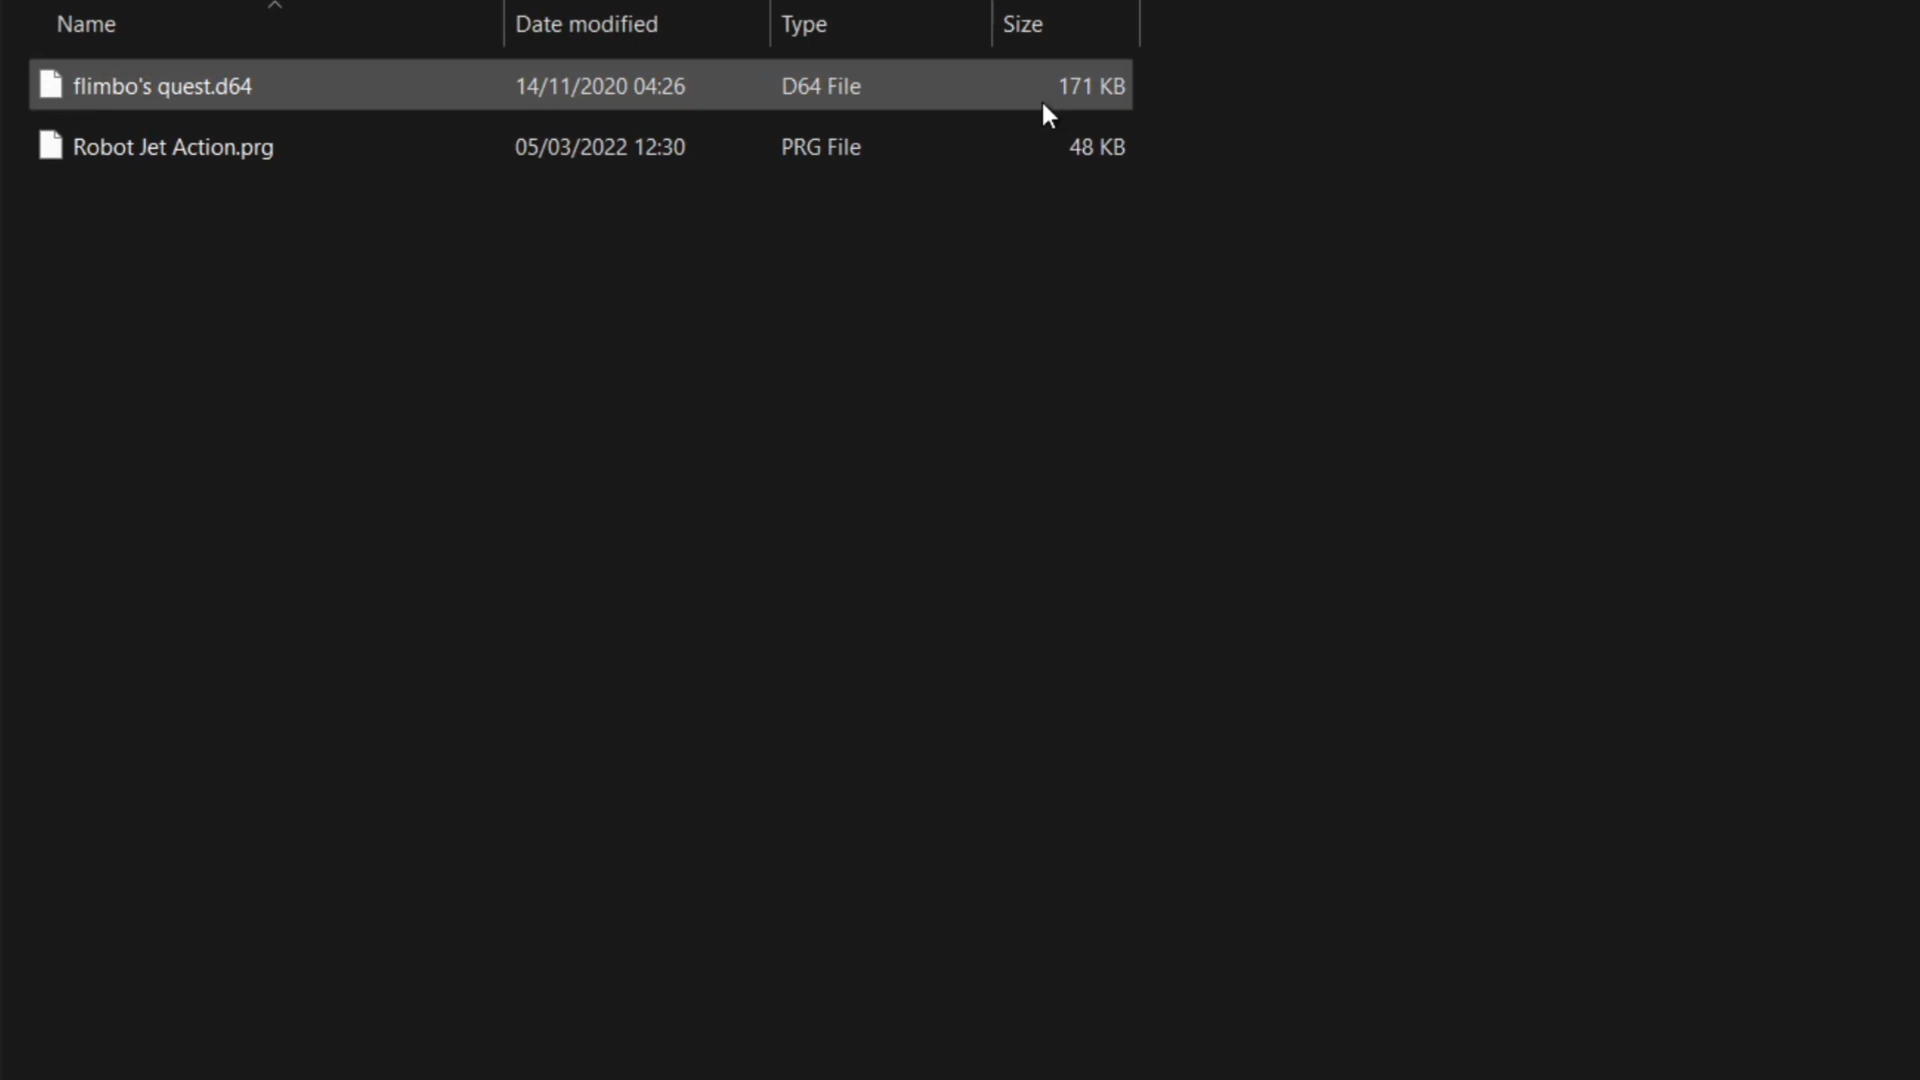 Name Date modified Type Size
flimbo's quest.d64 14/11/2020 04:26 D64 File 171 KB
Robot Jet Action.prg 05/03/2022 12:30 PRG File 48 KB